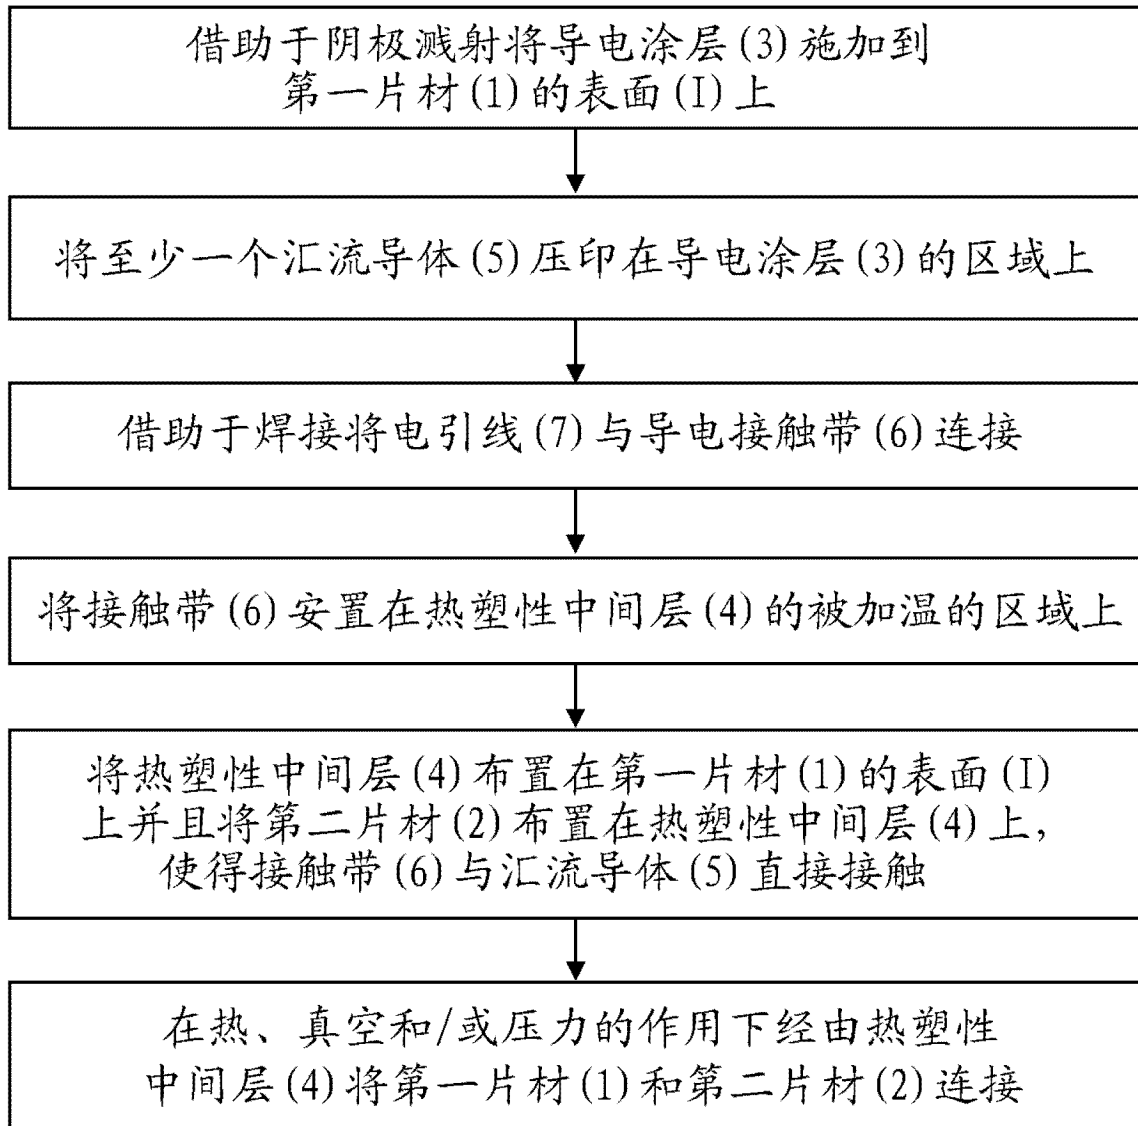 借助于阴极溅射将导电涂层(3)施加到
第一片材(1)的表面(I)上
将至少一个汇流导体(5)压印在导电涂层(3)的区域上
借助于焊接将电引线(7)与导电接触带(6)连接
将接触带(6)安置在热塑性中间层(4)的被加温的区域上
将热塑性中间层(4)布置在第一片材(1)的表面(I)
上并且将第二片材(2)布置在热塑性中间层(4)上,
使得接触带(6)与汇流导体(5)直接接触
在热、真空和/或压力的作用下经由热塑性
中间层(4)将第一片材(1)和第二片材(2)连接